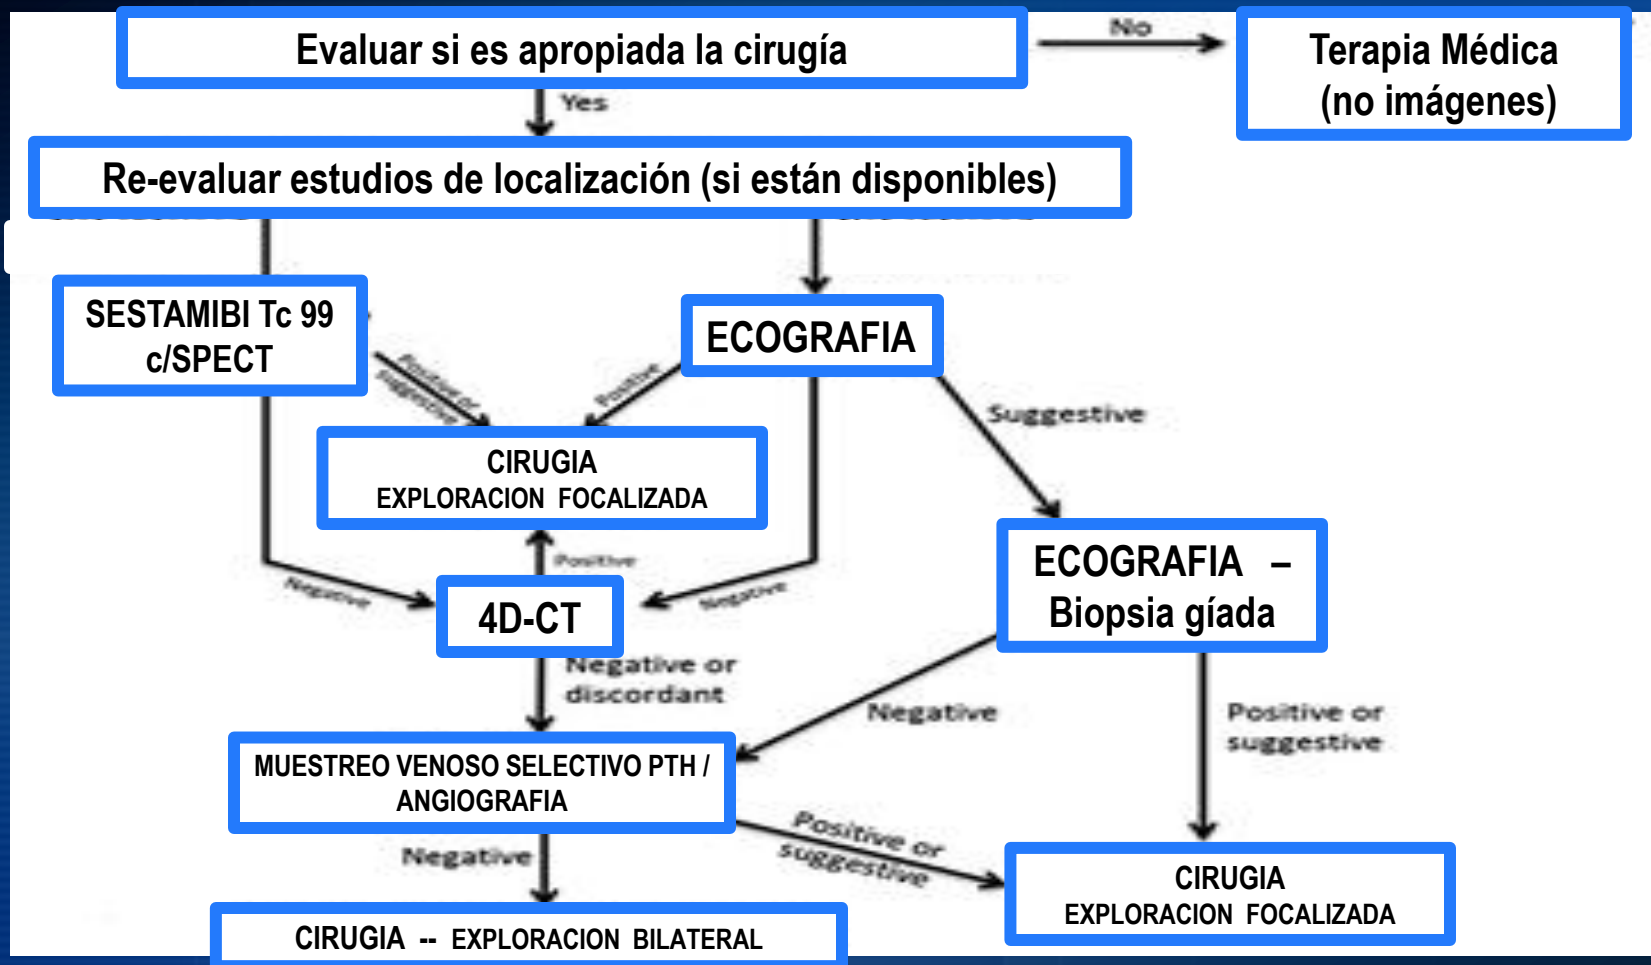 Evaluar si es apropiada la cirugía
No
Terapia Médica
(no imágenes)
Yes
Re-evaluar estudios de localización (si están disponibles)
SESTAMIBI Tc 99
c/SPECT
ECOGRAFIA
Positive or
suggestive
Positive
Suggestive
CIRUGIA
EXPLORACION FOCALIZADA
Positive
ECOGRAFIA –
Biopsia gíada
Negative
4D-CT
Negative
Negative or
discordant
Negative
Positive or
suggestive
MUESTREO VENOSO SELECTIVO PTH /
ANGIOGRAFIA
Negative
Positive or
suggestive
CIRUGIA
EXPLORACION FOCALIZADA
CIRUGIA -- EXPLORACION BILATERAL